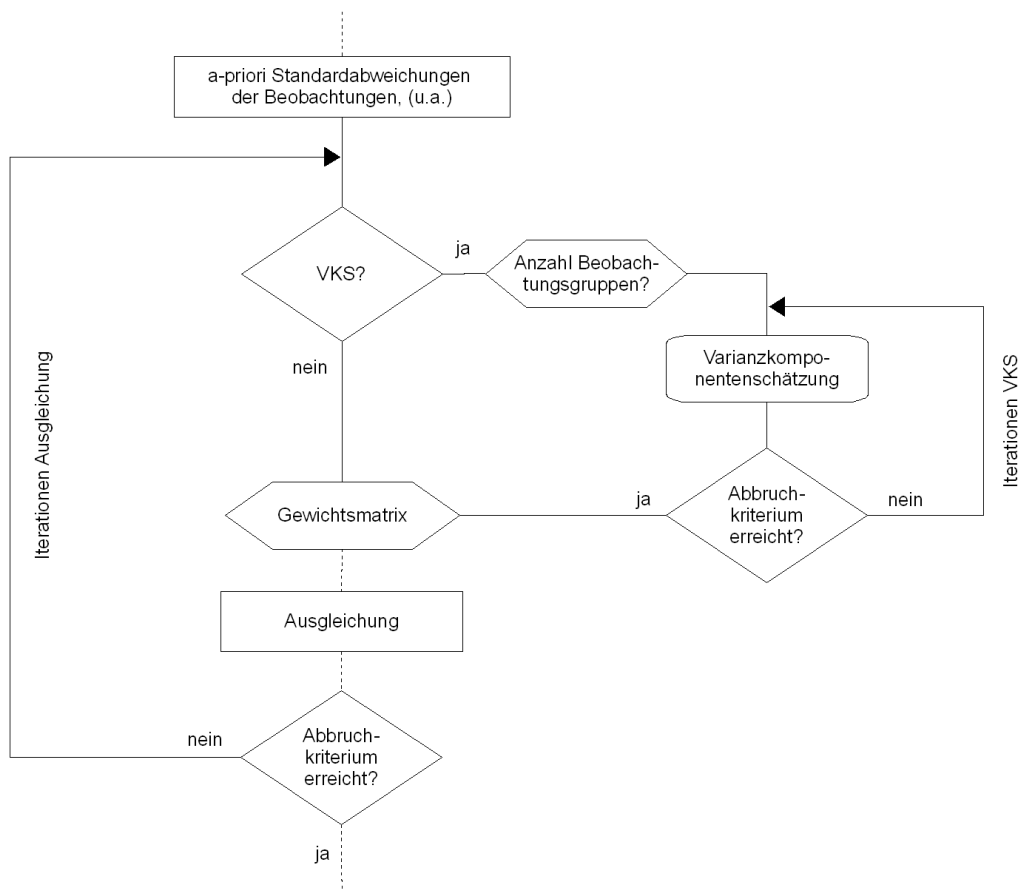 a-priori Standardabweichungen
der Beobachtungen, (u.a.)
VKS?
ja
Anzahl Beobach-
tungsgruppen?
nein
Varianzkompo-
nentenschätzung
Iterationen Ausgleichung
Iterationen VKS
Gewichtsmatrix
ja
Abbruch-
kriterium
erreicht?
nein
Ausgleichung
nein
Abbruch-
kriterium
erreicht?
ja